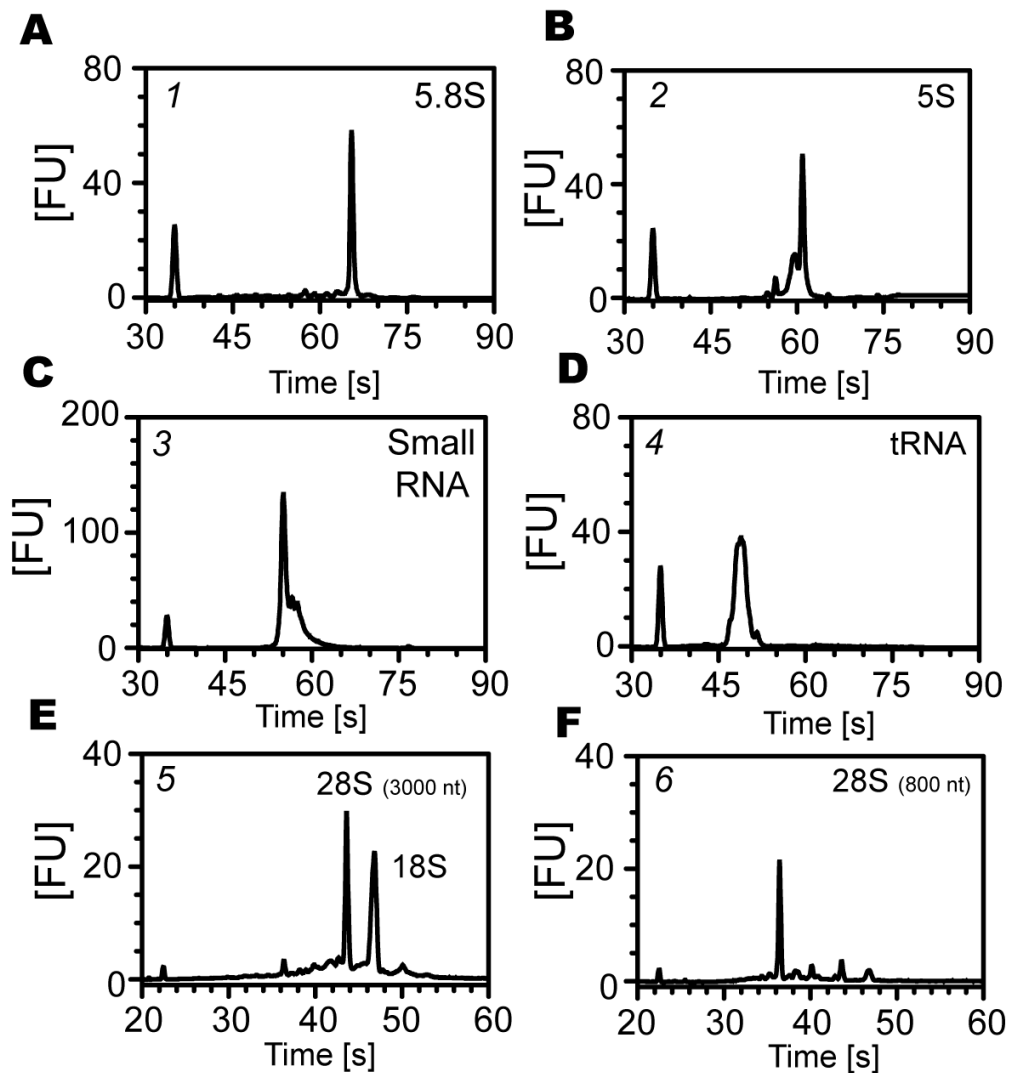 A
B
80
1
5.8S
40
0
[FU]
30
45
60
75
90
Time [s]
80
2
5S
40
0
[FU]
30
45
60
75
90
Time [s]
C
D
200
3
Small
RNA
100
0
[FU]
30
45
60
75
90
Time [s]
80
4
tRNA
40
0
[FU]
30
45
60
75
90
Time [s]
E
F
40
5
28S (3000 nt)
18S
20
0
[FU]
20
30
40
50
60
Time [s]
40
6
28S (800 nt)
20
0
[FU]
20
30
40
50
60
Time [s]